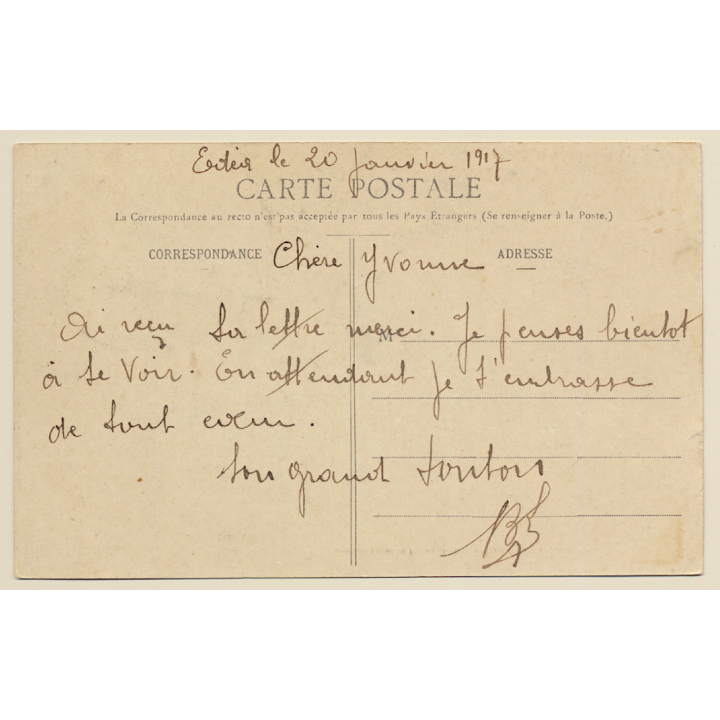 le 20 Janvier 1917
CARTE POSTALE
La Correspondance au recto n'est pas acceptée par tous les Pays Etrangers (Se renseigner à la Poste.)
CORRESPONDANCE Chère Yvonne ADRESSE
Ai reçu ta lettre merci. Je penses bientot
M
à te voir. En attendant je t'embrasse
de tout cœur.
ton grand tonton